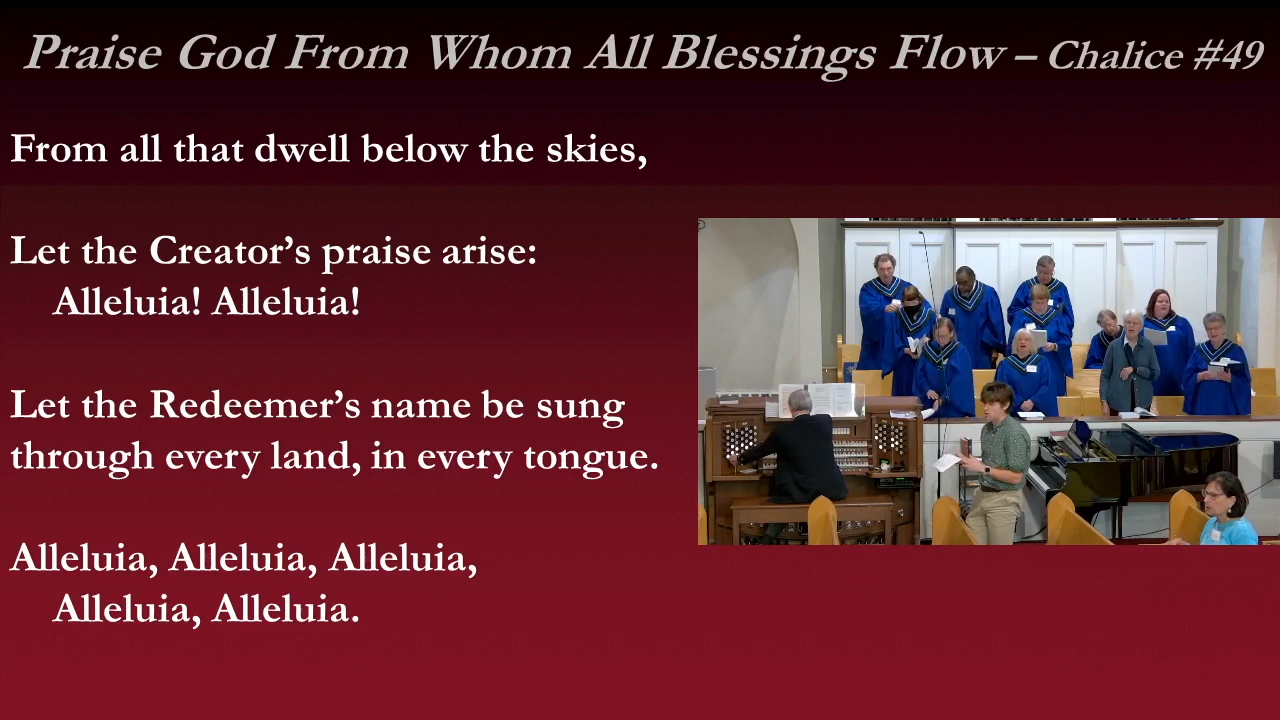 Praise God From Whom All Blessings Flow – Chalice #49
From all that dwell below the skies,
Let the Creator’s praise arise:
Alleluia! Alleluia!
Let the Redeemer’s name be sung
through every land, in every tongue.
Alleluia, Alleluia, Alleluia,
Alleluia, Alleluia.